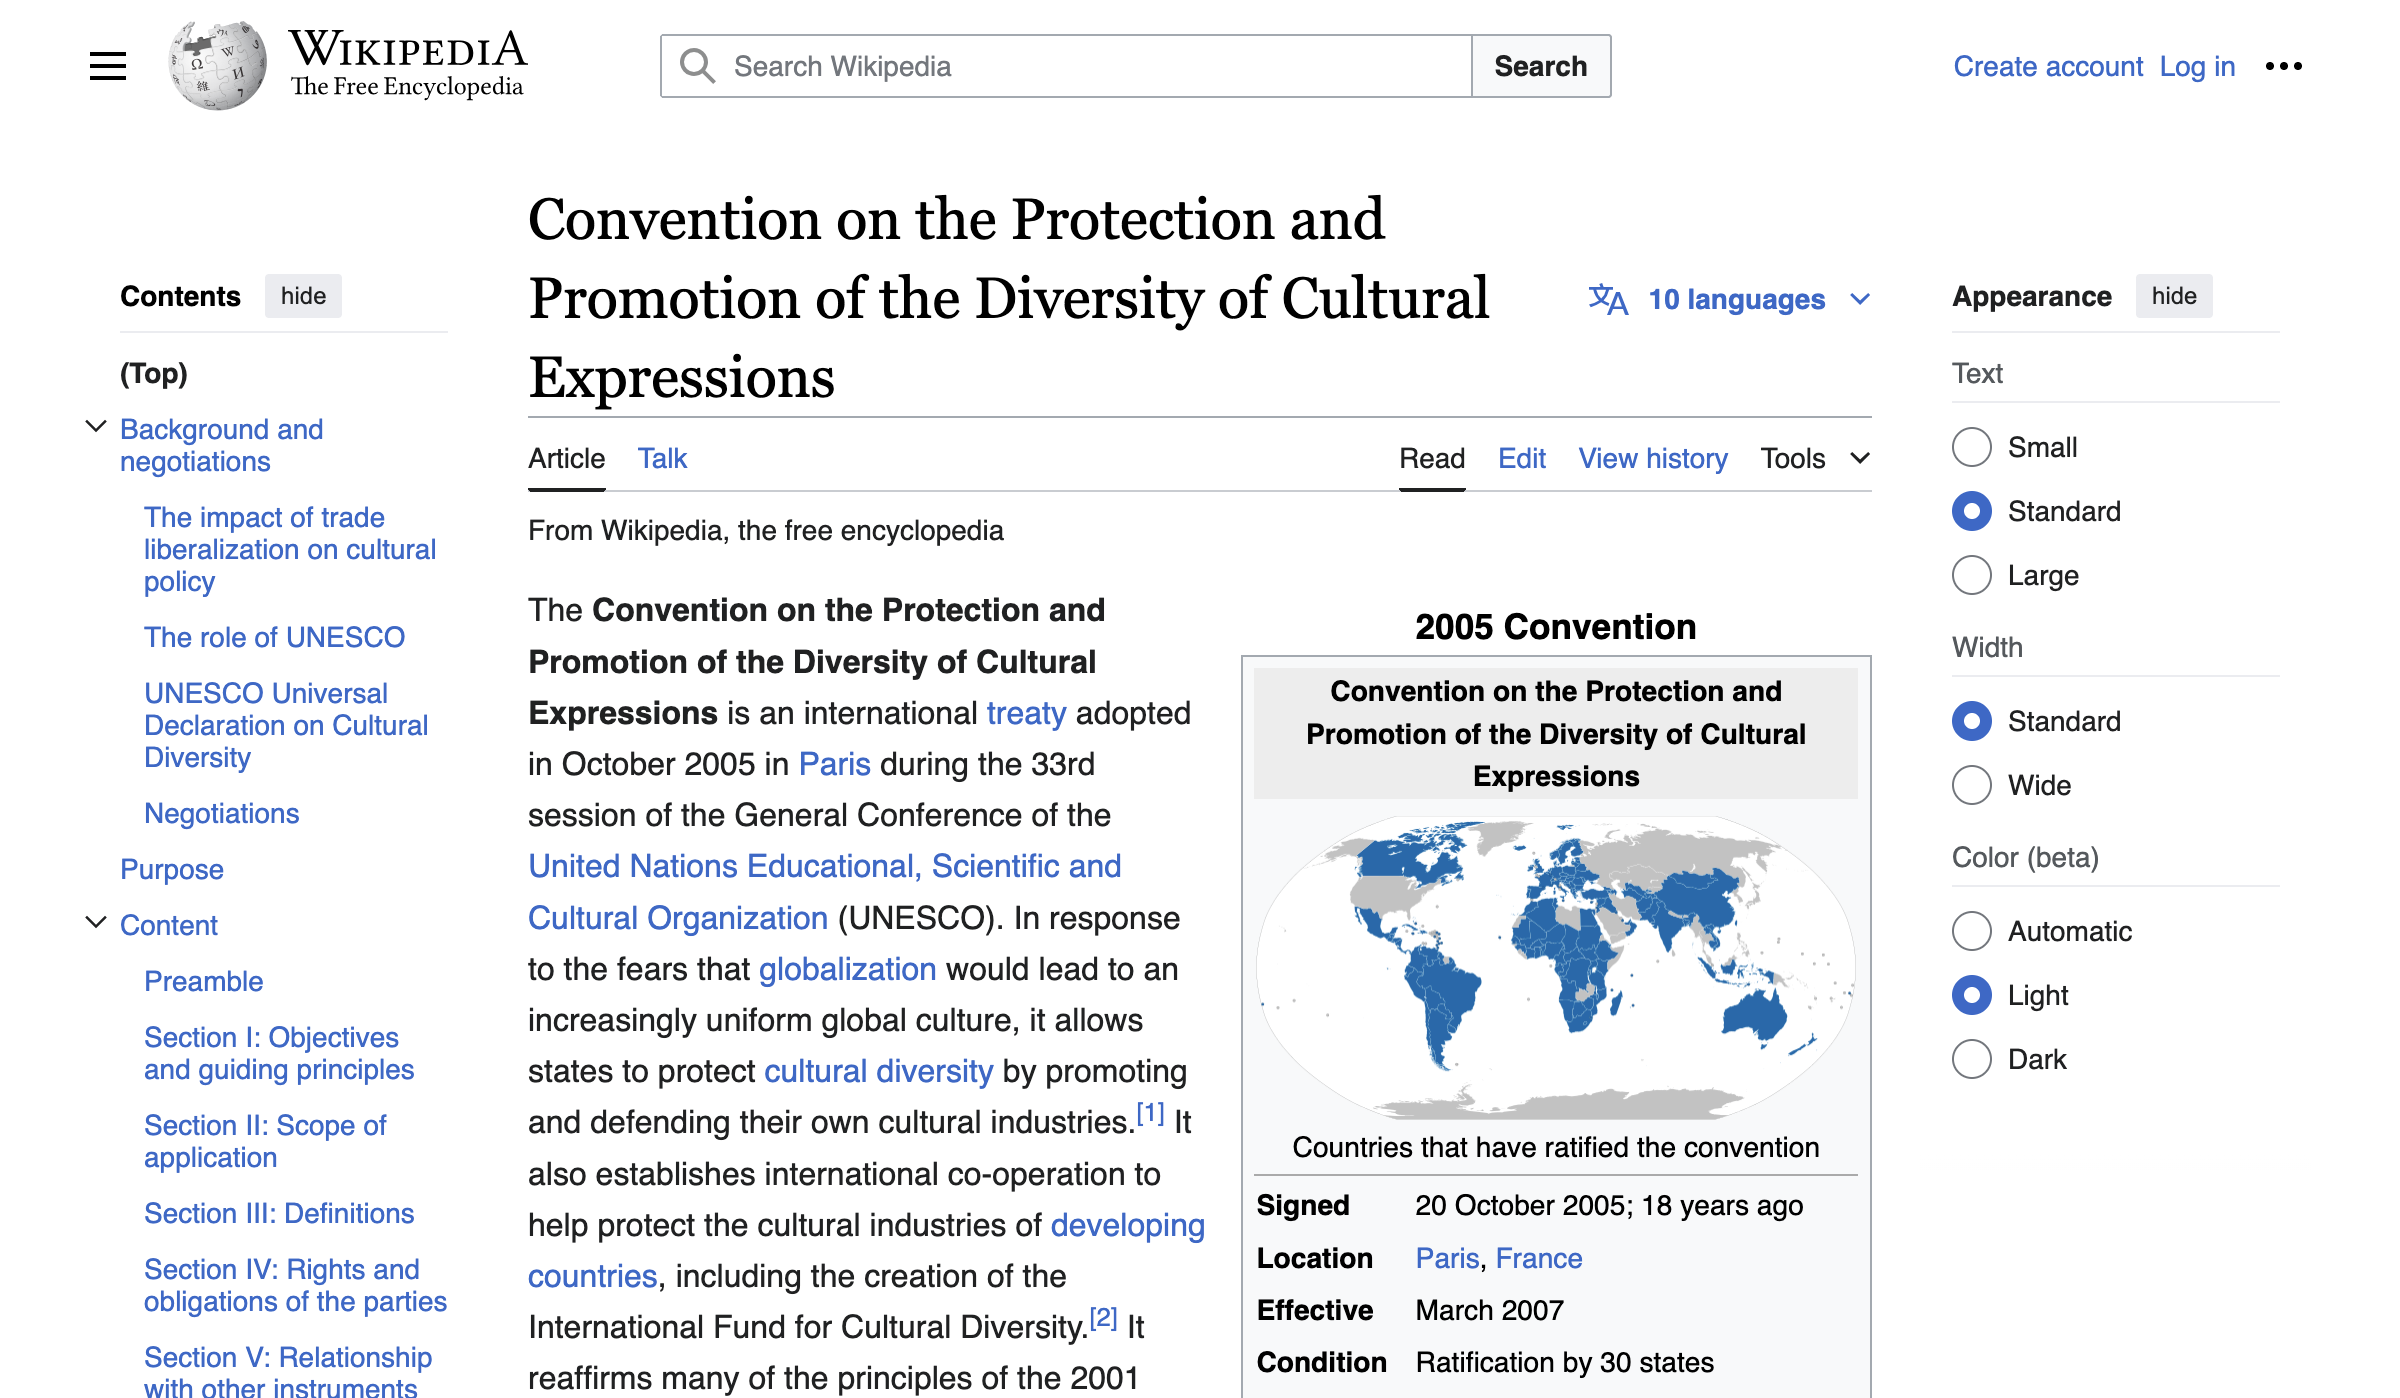 WIKIPEDIA
The Free Encyclopedia
Search Wikipedia
Search
Create account
Log in
Contents
hide
(Top)
Background and
negotiations
The impact of trade
liberalization on cultural
policy
The role of UNESCO
UNESCO Universal
Declaration on Cultural
Diversity
Negotiations
Purpose
Content
Preamble
Section I: Objectives
and guiding principles
Section II: Scope of
application
Section III: Definitions
Section IV: Rights and
obligations of the parties
Section V: Relationship
with other instruments
Convention on the Protection and
Promotion of the Diversity of Cultural
Expressions
10 languages
Article
Talk
Read
Edit
View history
Tools
From Wikipedia, the free encyclopedia
The Convention on the Protection and
Promotion of the Diversity of Cultural
Expressions is an international treaty adopted
in October 2005 in Paris during the 33rd
session of the General Conference of the
United Nations Educational, Scientific and
Cultural Organization (UNESCO). In response
to the fears that globalization would lead to an
increasingly uniform global culture, it allows
states to protect cultural diversity by promoting
and defending their own cultural industries.[1] It
also establishes international co-operation to
help protect the cultural industries of developing
countries, including the creation of the
International Fund for Cultural Diversity.[2] It
reaffirms many of the principles of the 2001
2005 Convention
Convention on the Protection and
Promotion of the Diversity of Cultural
Expressions
Countries that have ratified the convention
Signed 20 October 2005; 18 years ago
Location Paris, France
Effective March 2007
Condition Ratification by 30 states
Appearance
hide
Text
Small
Standard
Large
Width
Standard
Wide
Color (beta)
Automatic
Light
Dark